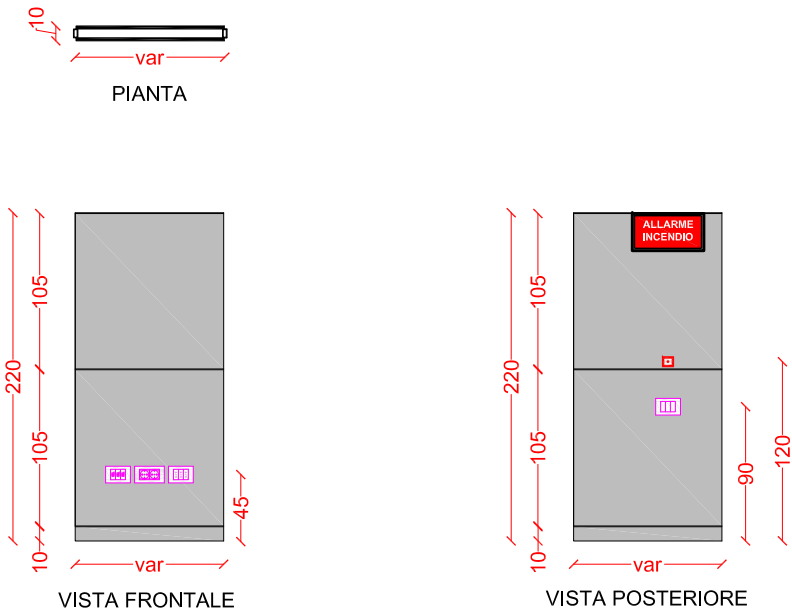 10
var
PIANTA
220
105
105
10
45
var
VISTA FRONTALE
ALLARME
INCENDIO
220
105
105
10
90
120
var
VISTA POSTERIORE